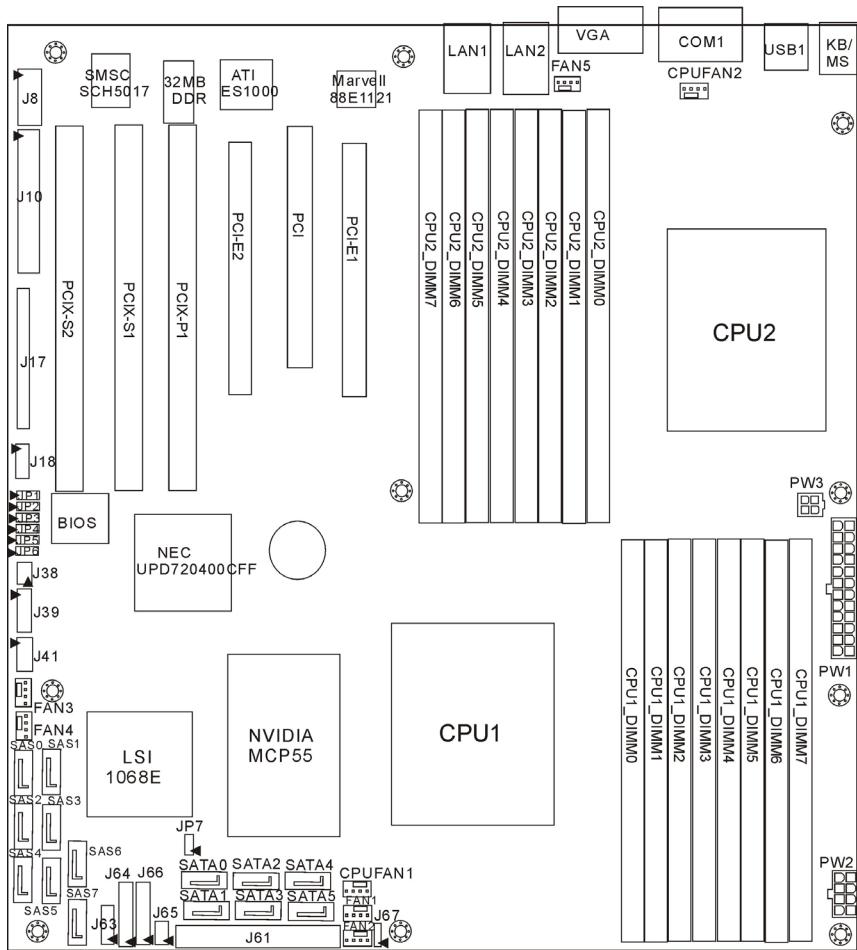 LAN1
LAN2
VGA
COM1
USB1
KB/
MS
FAN5
CPUFAN2
SMSC
SCH5017
32MB
DDR
ATI
ES1000
Marvell
88E1121
J8
J10
J17
J18
PCIX-S2
PCIX-S1
PCIX-P1
PCI-E2
PCI
PCI-E1
CPU2_DIMM7
CPU2_DIMM6
CPU2_DIMM5
CPU2_DIMM4
CPU2_DIMM3
CPU2_DIMM2
CPU2_DIMM1
CPU2_DIMM0
CPU2
JP1
JP2
JP3
JP4
JP5
JP6
BIOS
NEC
UPD720400CFF
PW3
J38
J39
J41
FAN3
FAN4
PW1
CPU1_DIMM0
CPU1_DIMM1
CPU1_DIMM2
CPU1_DIMM3
CPU1_DIMM4
CPU1_DIMM5
CPU1_DIMM6
CPU1_DIMM7
CPU1
NVIDIA
MCP55
LSI
1068E
SAS0
SAS1
SAS2
SAS3
SAS4
SAS6
SAS5
SAS7
JP7
SATA0
SATA2
SATA4
SATA1
SATA3
SATA5
CPUFAN1
FAN1
FAN2
J67
J64
J66
J63
J65
J61
PW2